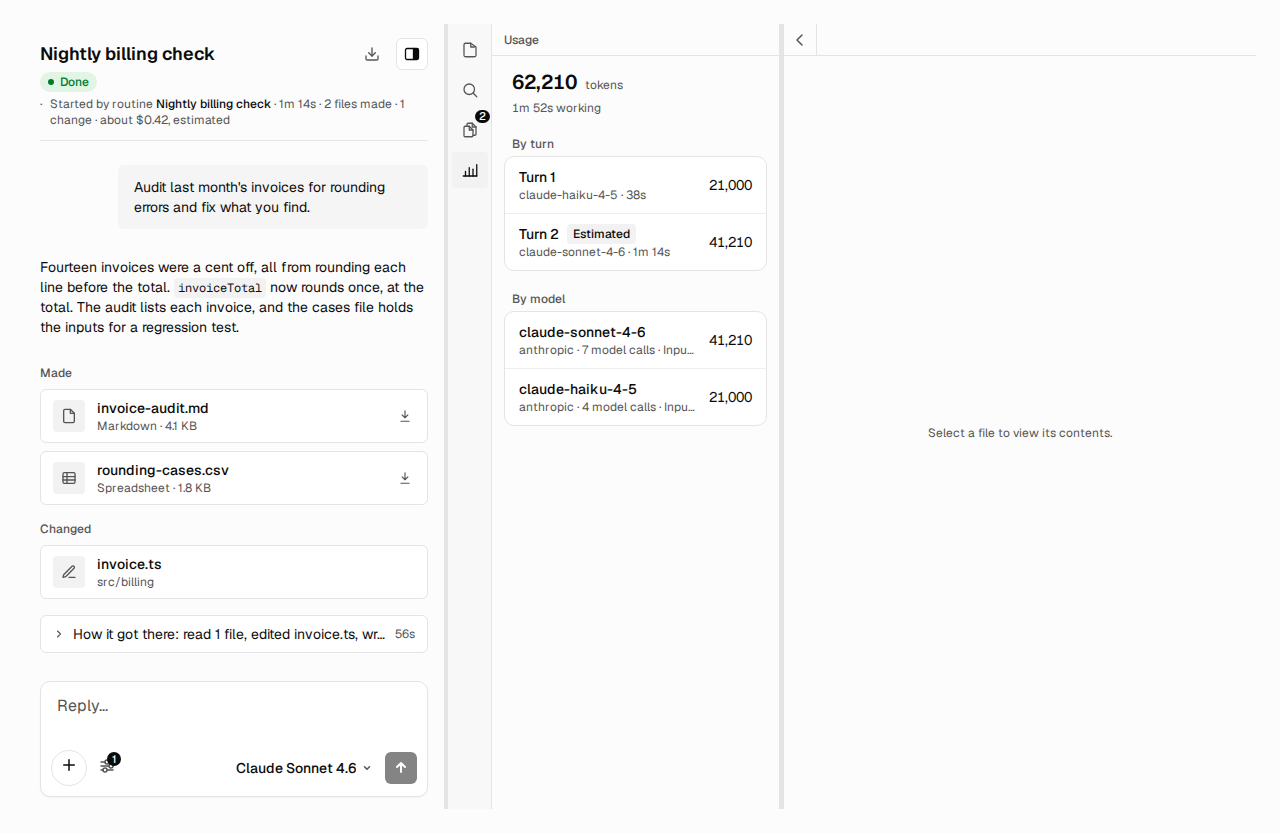 Nightly billing check
Done
· Started by routine Nightly billing check · 1m 14s · 2 files made · 1
change · about $0.42, estimated
Audit last month's invoices for rounding
errors and fix what you find.
Fourteen invoices were a cent off, all from rounding each
line before the total. invoiceTotal now rounds once, at the
total. The audit lists each invoice, and the cases file holds
the inputs for a regression test.
Made
invoice-audit.md
Markdown · 4.1 KB
rounding-cases.csv
Spreadsheet · 1.8 KB
Changed
invoice.ts
src/billing
How it got there: read 1 file, edited invoice.ts, wr… 56s
Reply…
1
Claude Sonnet 4.6
2
Usage
62,210 tokens
1m 52s working
By turn
Turn 1
claude-haiku-4-5 · 38s
21,000
Turn 2 Estimated
claude-sonnet-4-6 · 1m 14s
41,210
By model
claude-sonnet-4-6
anthropic · 7 model calls · Inpu…
41,210
claude-haiku-4-5
anthropic · 4 model calls · Inpu…
21,000
Select a file to view its contents.